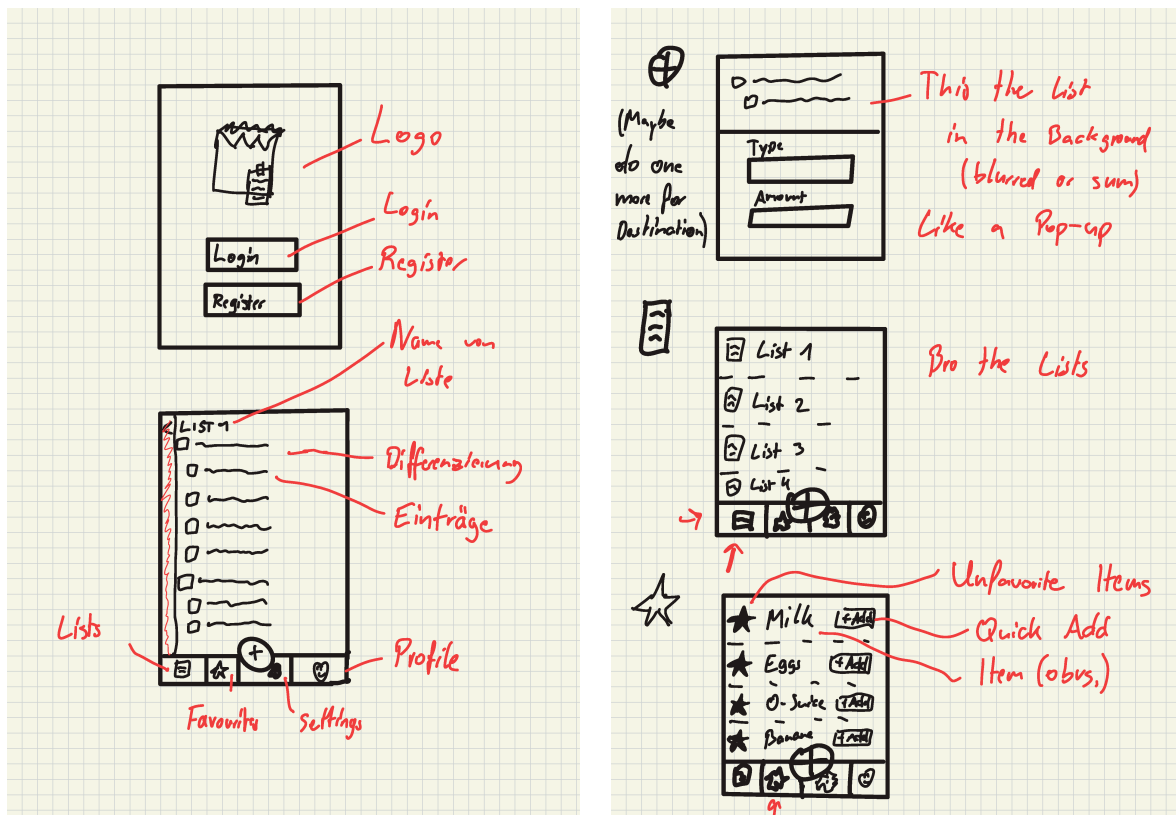 Logo
Login
Login
Register
Register
Name von
Liste
LIST 1
Differenzierung
Einträge
Lists
Profile
Favourites
Settings
(Maybe
do one
more for
Destination)
Type
Amount
This the List
in the Background
(blurred or sum)
Like a Pop-up
List 1
List 2
List 3
List 4
Bro the Lists
Unfavorite Items
Milk +Add
Quick Add
Eggs +Add
Item (obvs.)
+Add
Banane +Add